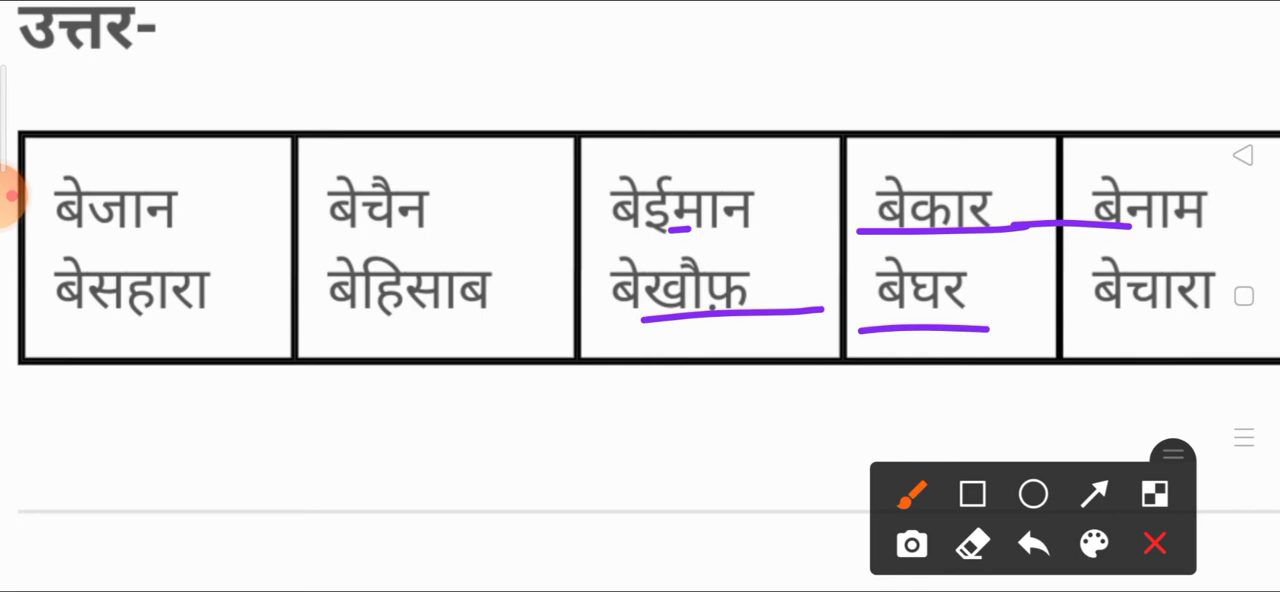 उत्तर-
बेजान बेचैन बेईमान बेकार बेनाम
बेसहारा बेहिसाब बेखौफ़ बेघर बेचारा